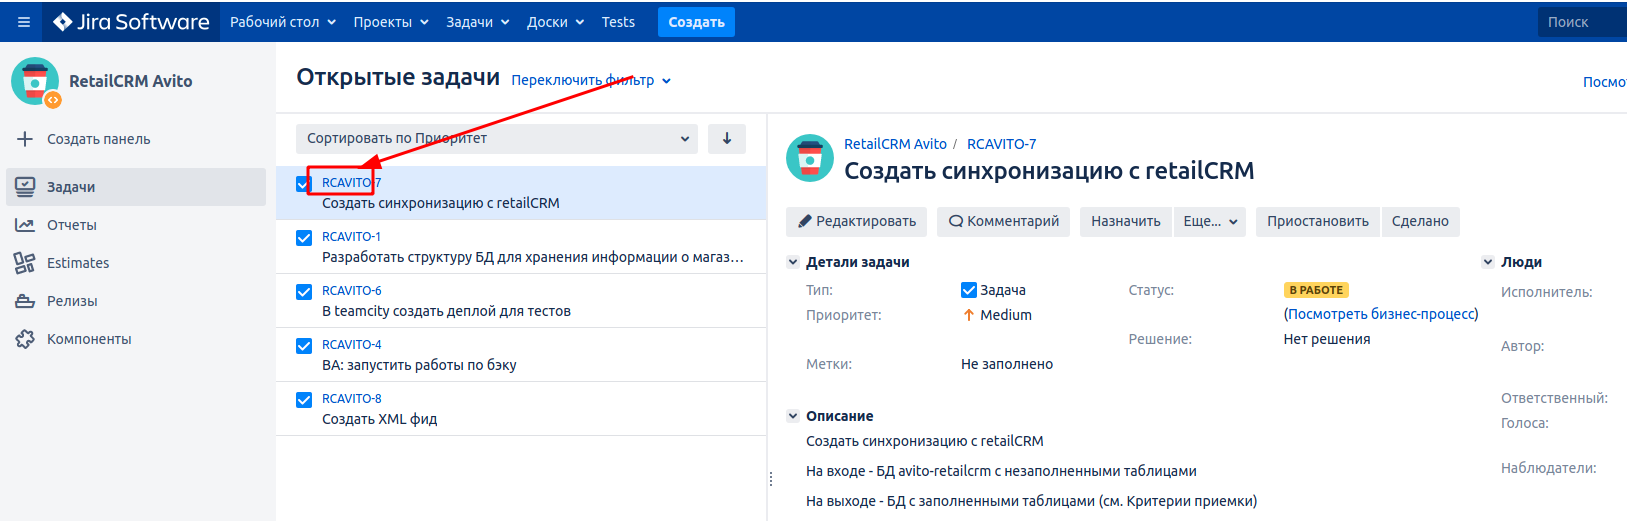 Jira Software Рабочий стол Проекты Задачи Доски Tests Создать Поиск
RetailCRM Avito
Создать панель
Задачи
Отчеты
Estimates
Релизы
Компоненты
Открытые задачи Переключить фильтр
Посмо
Сортировать по Приоритет
RCAVITO-7
Создать синхронизацию с retailCRM
RCAVITO-1
Разработать структуру БД для хранения информации о магаз...
RCAVITO-6
В teamcity создать деплой для тестов
RCAVITO-4
BA: запустить работы по бэку
RCAVITO-8
Создать XML фид
RetailCRM Avito / RCAVITO-7
Создать синхронизацию с retailCRM
Редактировать Комментарий Назначить Еще... Приостановить Сделано
Детали задачи
Тип: Задача
Приоритет: Medium
Метки: Не заполнено
Статус: В РАБОТЕ
(Посмотреть бизнес-процесс)
Решение: Нет решения
Описание
Создать синхронизацию с retailCRM
На входе - БД avito-retailcrm с незаполненными таблицами
На выходе - БД с заполненными таблицами (см. Критерии приемки)
Люди
Исполнитель:
Автор:
Ответственный:
Голоса:
Наблюдатели: